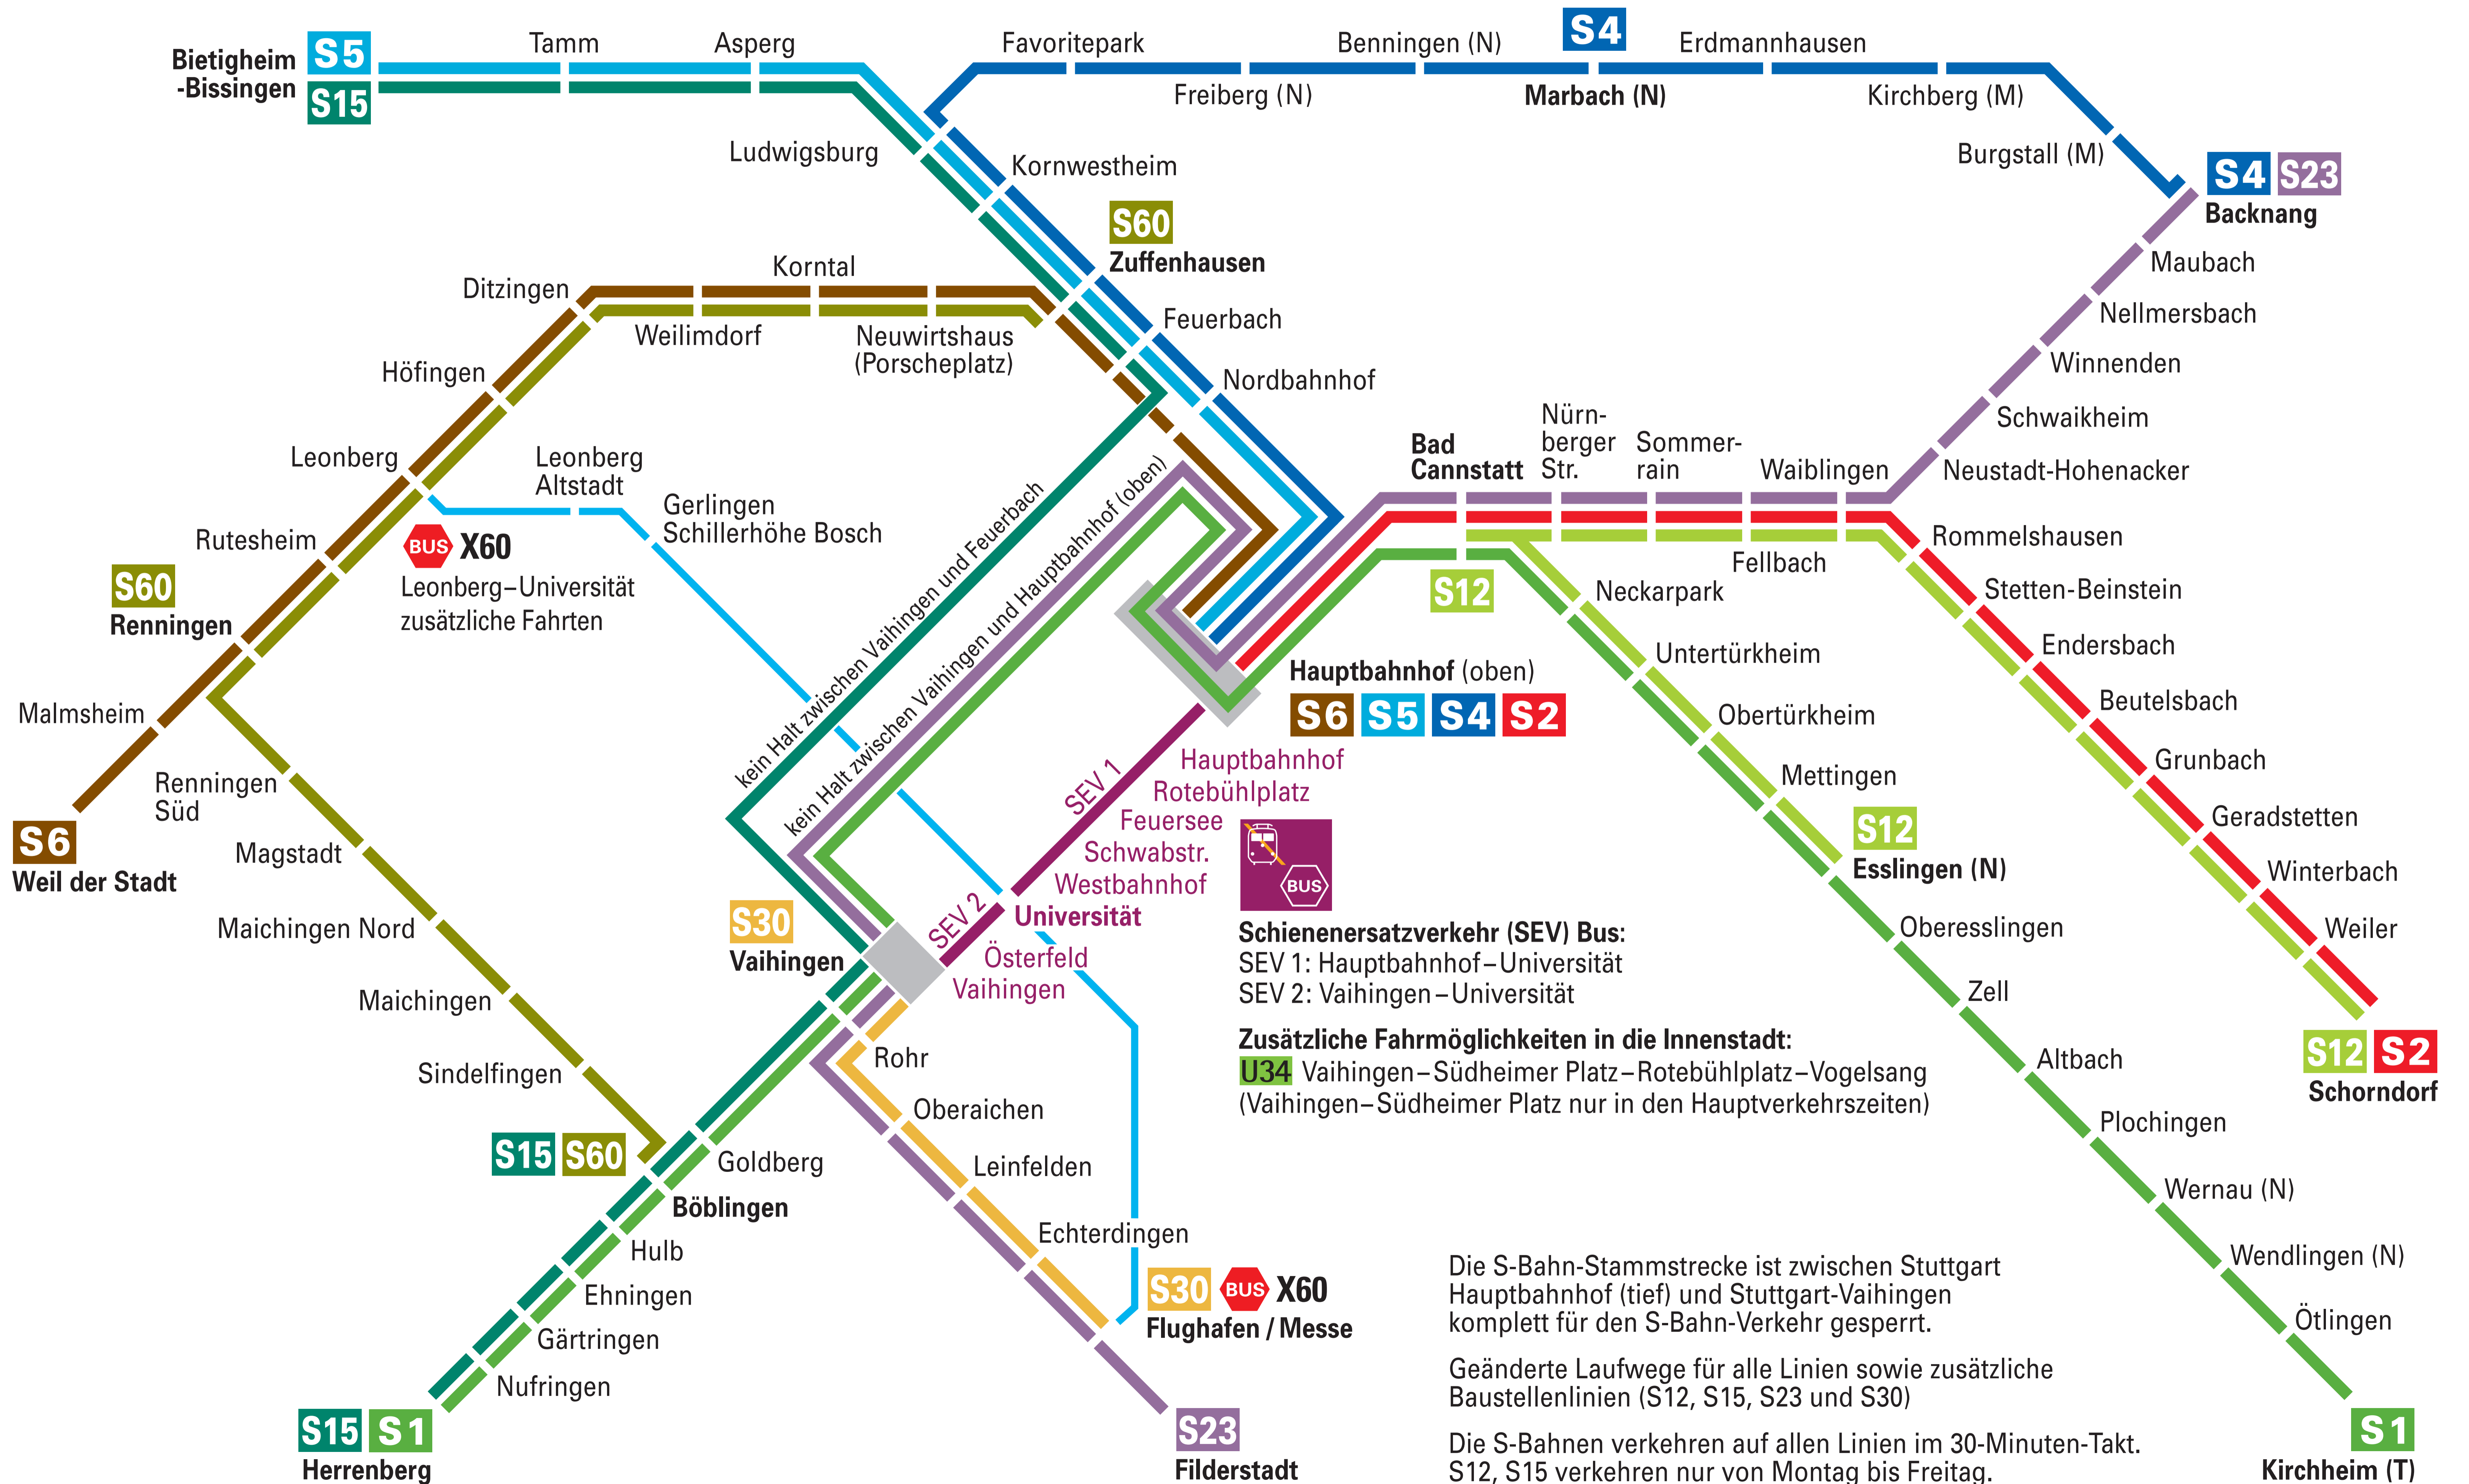 Bietigheim
-Bissingen
S5
S15
Tamm
Asperg
Ludwigsburg
Favoritepark
Freiberg (N)
Benningen (N)
S4
Marbach (N)
Erdmannhausen
Kirchberg (M)
Burgstall (M)
S4 S23
Backnang
Kornwestheim
S60
Zuffenhausen
Feuerbach
Nordbahnhof
Maubach
Nellmersbach
Winnenden
Schwaikheim
Neustadt-Hohenacker
Korntal
Ditzingen
Weilimdorf
Neuwirtshaus
(Porscheplatz)
Höfingen
Leonberg
Rutesheim
S60
Renningen
Malmsheim
S6
Weil der Stadt
Leonberg
Altstadt
Gerlingen
Schillerhöhe Bosch
BUS X60
Leonberg–Universität
zusätzliche Fahrten
kein Halt zwischen Vaihingen und Feuerbach
kein Halt zwischen Vaihingen und Hauptbahnhof (oben)
Bad
Cannstatt
Nürn-
berger
Str.
Sommer-
rain
Waiblingen
Fellbach
S12
Rommelshausen
Stetten-Beinstein
Endersbach
Beutelsbach
Grunbach
Geradstetten
Winterbach
Weiler
S12 S2
Schorndorf
Neckarpark
Untertürkheim
Obertürkheim
Mettingen
S12
Esslingen (N)
Oberesslingen
Zell
Altbach
Plochingen
Wernau (N)
Wendlingen (N)
Ötlingen
S1
Kirchheim (T)
Hauptbahnhof (oben)
S6 S5 S4 S2
SEV 1
Hauptbahnhof
Rotebühlplatz
Feuersee
Schwabstr.
Westbahnhof
Universität
SEV 2
Österfeld
Vaihingen
BUS
Schienenersatzverkehr (SEV) Bus:
SEV 1: Hauptbahnhof–Universität
SEV 2: Vaihingen–Universität
Zusätzliche Fahrmöglichkeiten in die Innenstadt:
U34 Vaihingen–Südheimer Platz–Rotebühlplatz–Vogelsang
(Vaihingen–Südheimer Platz nur in den Hauptverkehrszeiten)
Renningen
Süd
Magstadt
Maichingen Nord
Maichingen
Sindelfingen
S15 S60
S30
Vaihingen
Rohr
Oberaichen
Leinfelden
Echterdingen
S30 BUS X60
Flughafen / Messe
S23
Filderstadt
Goldberg
Böblingen
Hulb
Ehningen
Gärtringen
Nufringen
S15 S1
Herrenberg
Die S-Bahn-Stammstrecke ist zwischen Stuttgart
Hauptbahnhof (tief) und Stuttgart-Vaihingen
komplett für den S-Bahn-Verkehr gesperrt.
Geänderte Laufwege für alle Linien sowie zusätzliche
Baustellenlinien (S12, S15, S23 und S30)
Die S-Bahnen verkehren auf allen Linien im 30-Minuten-Takt.
S12, S15 verkehren nur von Montag bis Freitag.